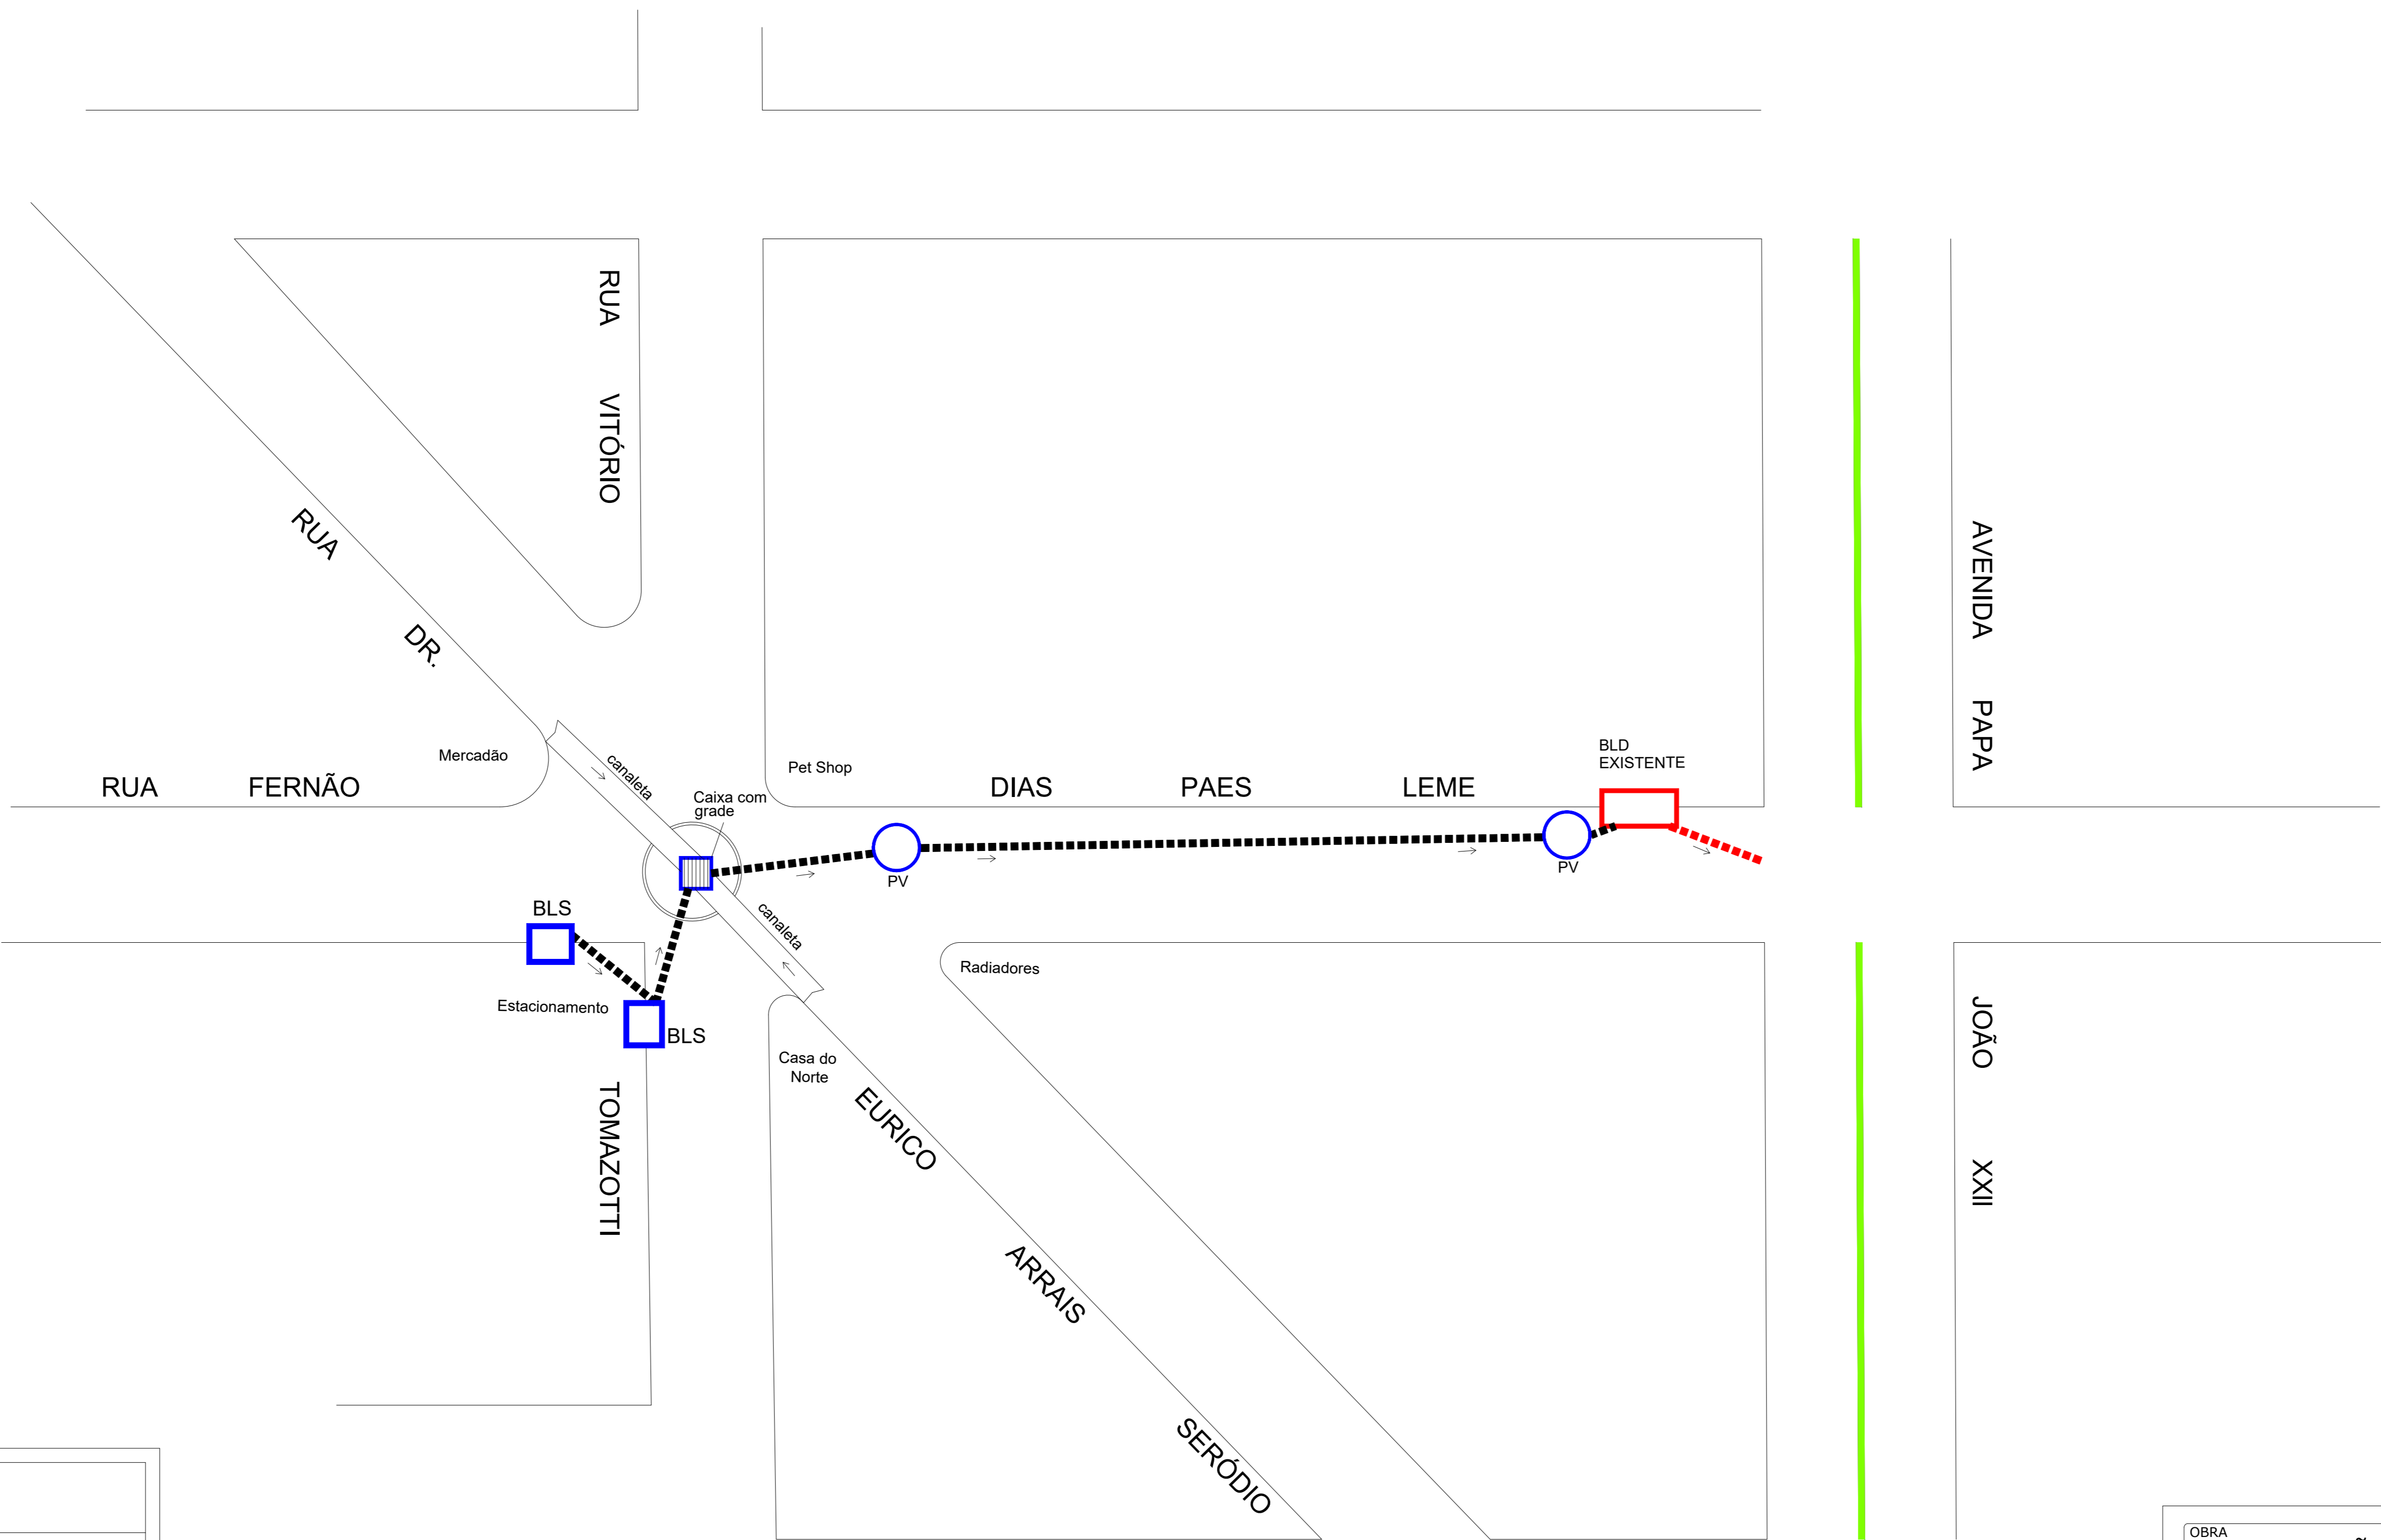 RUA VITÓRIO
RUA
DR.
AVENIDA PAPA
Mercadão
canaleta
Pet Shop
BLD
EXISTENTE
RUA FERNÃO DIAS PAES LEME
Caixa com
grade
PV
PV
BLS
canaleta
Radiadores
Estacionamento
BLS
Casa do
Norte
JOÃO XXII
TOMAZOTTI
EURICO
ARRAIS
SERÓDIO
OBRA